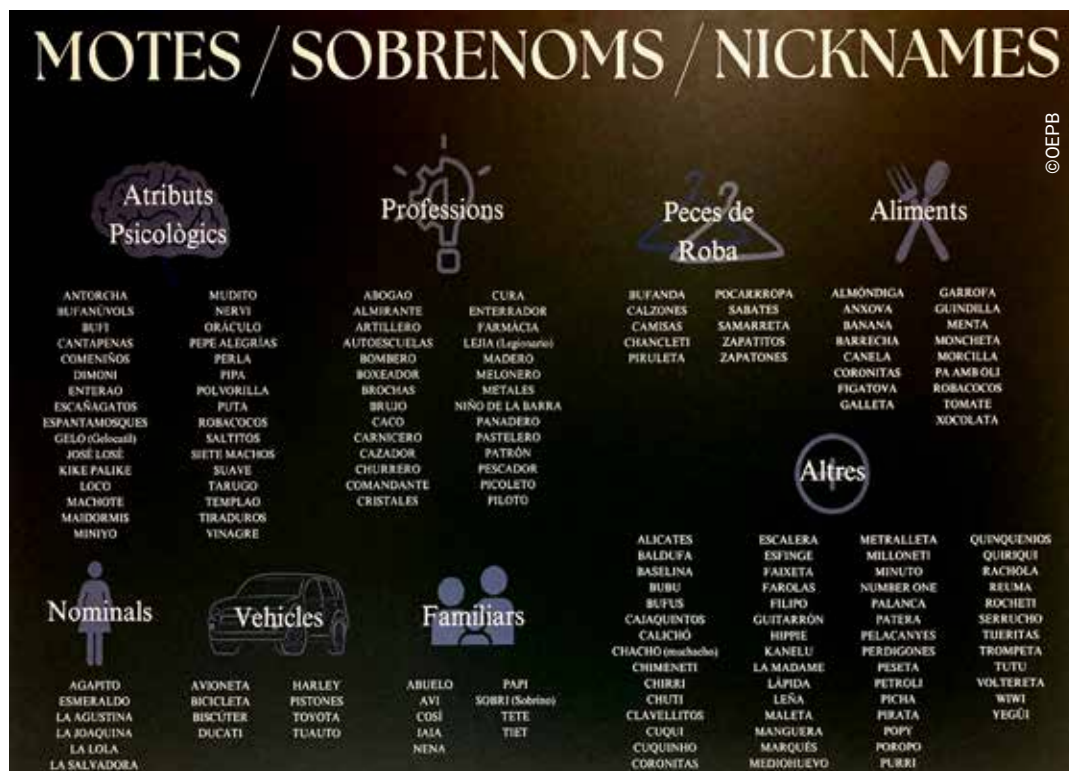 MOTES / SOBRENOMS / NICKNAMES
©OEPB
Atributs
Psicològics
ANTORCHA
BUFANÚVOLS
BUFI
CANTAPENAS
COMENIÑOS
DIMONI
ENTERAO
ESCAÑAGATOS
ESPANTAMOSQUES
GELO (Gelocatil)
JOSÉ LOSÉ
KIKE PALIKE
LOCO
MACHOTE
MAIDORMIS
MINIYO
MUDITO
NERVI
ORÁCULO
PEPE ALEGRÍAS
PERLA
PIPA
POLVORILLA
PUTA
ROBACOCOS
SALTITOS
SIETE MACHOS
SUAVE
TARUGO
TEMPLAO
TIRADUROS
VINAGRE
Professions
ABOGAO
ALMIRANTE
ARTILLERO
AUTOESCUELAS
BOMBERO
BOXEADOR
BROCHAS
BRUJO
CACO
CARNICERO
CAZADOR
CHURRERO
COMANDANTE
CRISTALES
CURA
ENTERRADOR
FARMÀCIA
LEJIA (Legionario)
MADERO
MELONERO
METALES
NIÑO DE LA BARRA
PANADERO
PASTELERO
PATRÓN
PESCADOR
PICOLETO
PILOTO
Peces de
Roba
BUFANDA
CALZONES
CAMISAS
CHANCLETI
PIRULETA
POCARRROPA
SABATES
SAMARRETA
ZAPATITOS
ZAPATONES
Aliments
ALMÓNDIGA
ANXOVA
BANANA
BARRECHA
CANELA
CORONITAS
FIGATOVA
GALLETA
GARROFA
GUINDILLA
MENTA
MONCHETA
MORCILLA
PA AMB OLI
ROBACOCOS
TOMATE
XOCOLATA
Nominals
AGAPITO
ESMERALDO
LA AGUSTINA
LA JOAQUINA
LA LOLA
LA SALVADORA
Vehicles
AVIONETA
BICICLETA
BISCÚTER
DUCATI
HARLEY
PISTONES
TOYOTA
TUAUTO
Familiars
ABUELO
AVI
COSÍ
IAIA
NENA
PAPI
SOBRI (Sobrino)
TETE
TIET
Altres
ALICATES
BALDUFA
BASELINA
BUBU
BUFUS
CAJAQUINTOS
CALICHÓ
CHACHO (muchacho)
CHIMENETI
CHIRRI
CHUTI
CLAVELLITOS
CUQUI
CUQUINHO
CORONITAS
ESCALERA
ESFINGE
FAIXETA
FAROLAS
FILIPO
GUITARRÓN
HIPPIE
KANELU
LA MADAME
LÁPIDA
LEÑA
MALETA
MANGUERA
MARQUÉS
MEDIOHUEVO
METRALLETA
MILLONETI
MINUTO
NUMBER ONE
PALANCA
PATERA
PELACANYES
PERDIGONES
PESETA
PETROLI
PICHA
PIRATA
POPY
POROPO
PURRI
QUINQUENIOS
QUIRIQUI
RACHOLA
REUMA
ROCHETI
SERRUCHO
TUERITAS
TROMPETA
TUTU
VOLTERETA
WIWI
YEGÜI